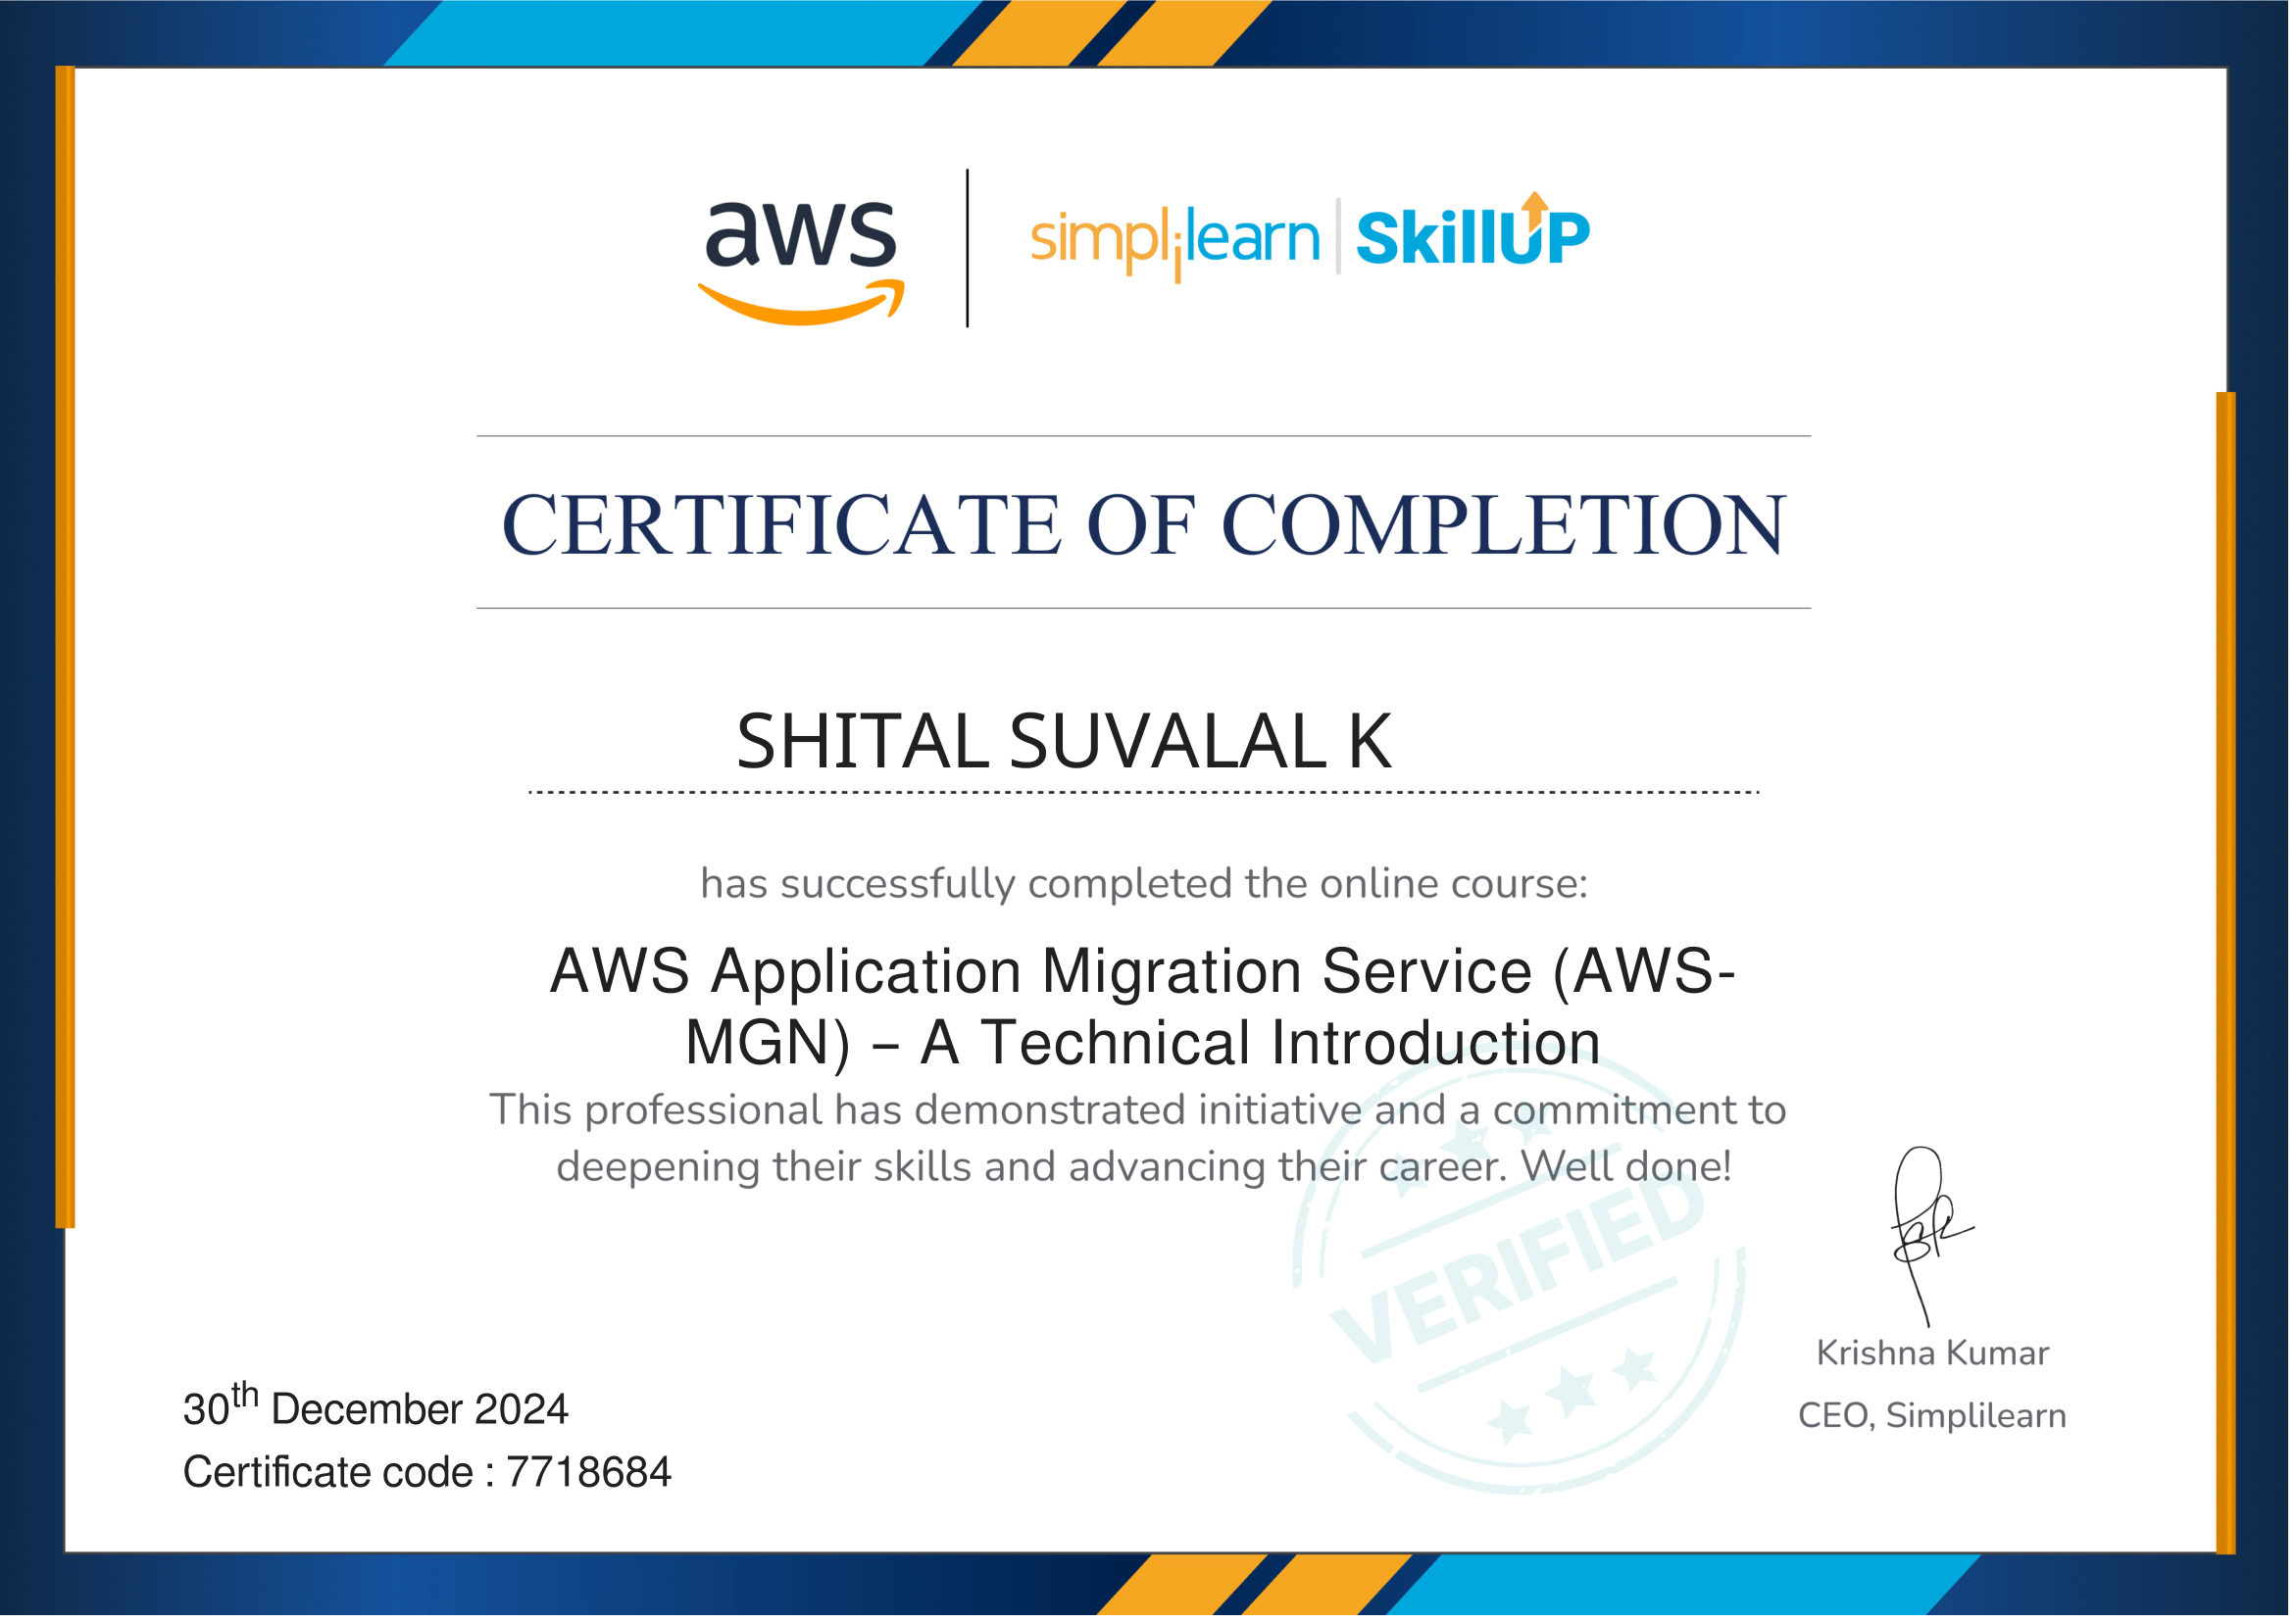 aws
simplilearn | SkillUP
CERTIFICATE OF COMPLETION
SHITAL SUVALAL K
has successfully completed the online course:
AWS Application Migration Service (AWS-
MGN) – A Technical Introduction
This professional has demonstrated initiative and a commitment to
deepening their skills and advancing their career. Well done!
VERIFIED
Krishna Kumar
CEO, Simplilearn
30th December 2024
Certificate code : 7718684